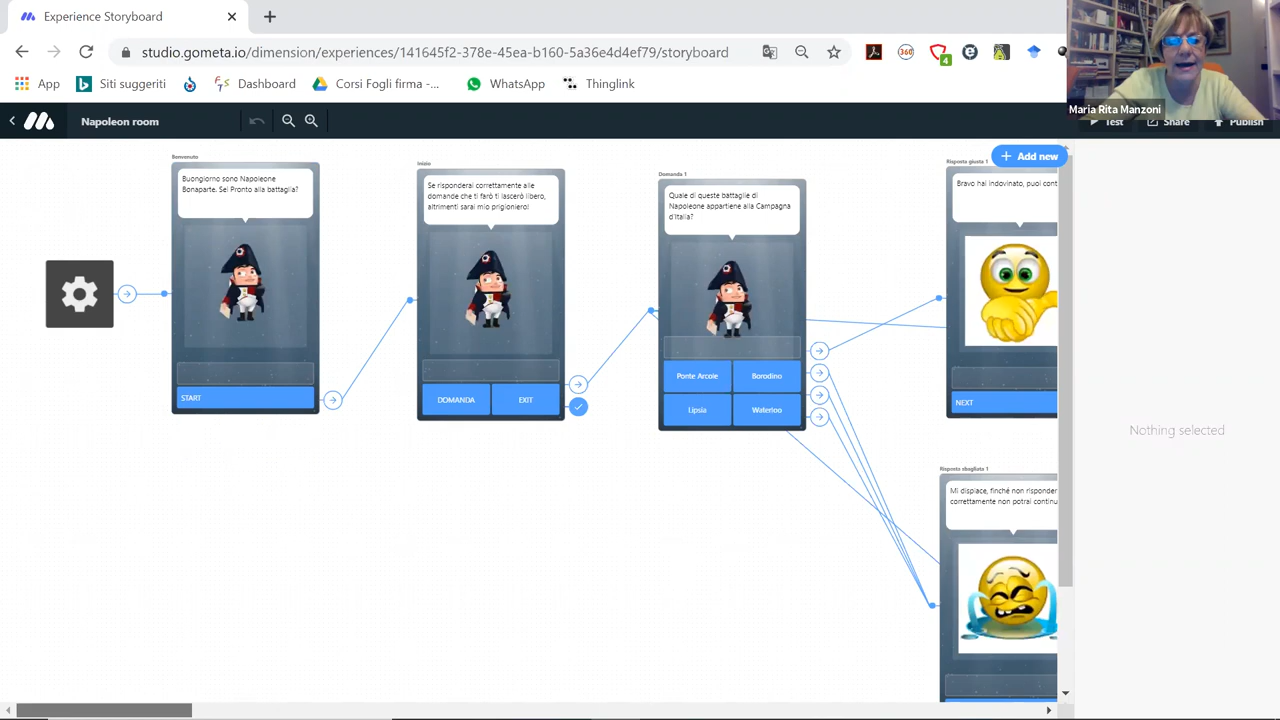 Experience Storyboard
studio.gometa.io/dimension/experiences/141645f2-378e-45ea-b160-5a36e4d4ef79/storyboard
360
4
App
Siti suggeriti
Dashboard
WhatsApp
Thinglink
Maria Rita Manzoni
Napoleon room
Test
Share
Publish
Add new
Benvenuto
Buongiorno sono Napoleone
Bonaparte. Sei Pronto alla battaglia?
START
Inizio
Se risponderai correttamente alle
domande che ti farò ti lascerò libero,
altrimenti sarai mio prigioniero!
DOMANDA
EXIT
Domanda 1
Quale di queste battaglie di
Napoleone appartiene alla Campagna
d'Italia?
Ponte Arcole
Borodino
Lipsia
Waterloo
Risposta giusta 1
Bravo hai indovinato, puoi cont
NEXT
Risposta sbagliata 1
Mi dispiace, finché non risponder
correttamente non potrai continu
Nothing selected